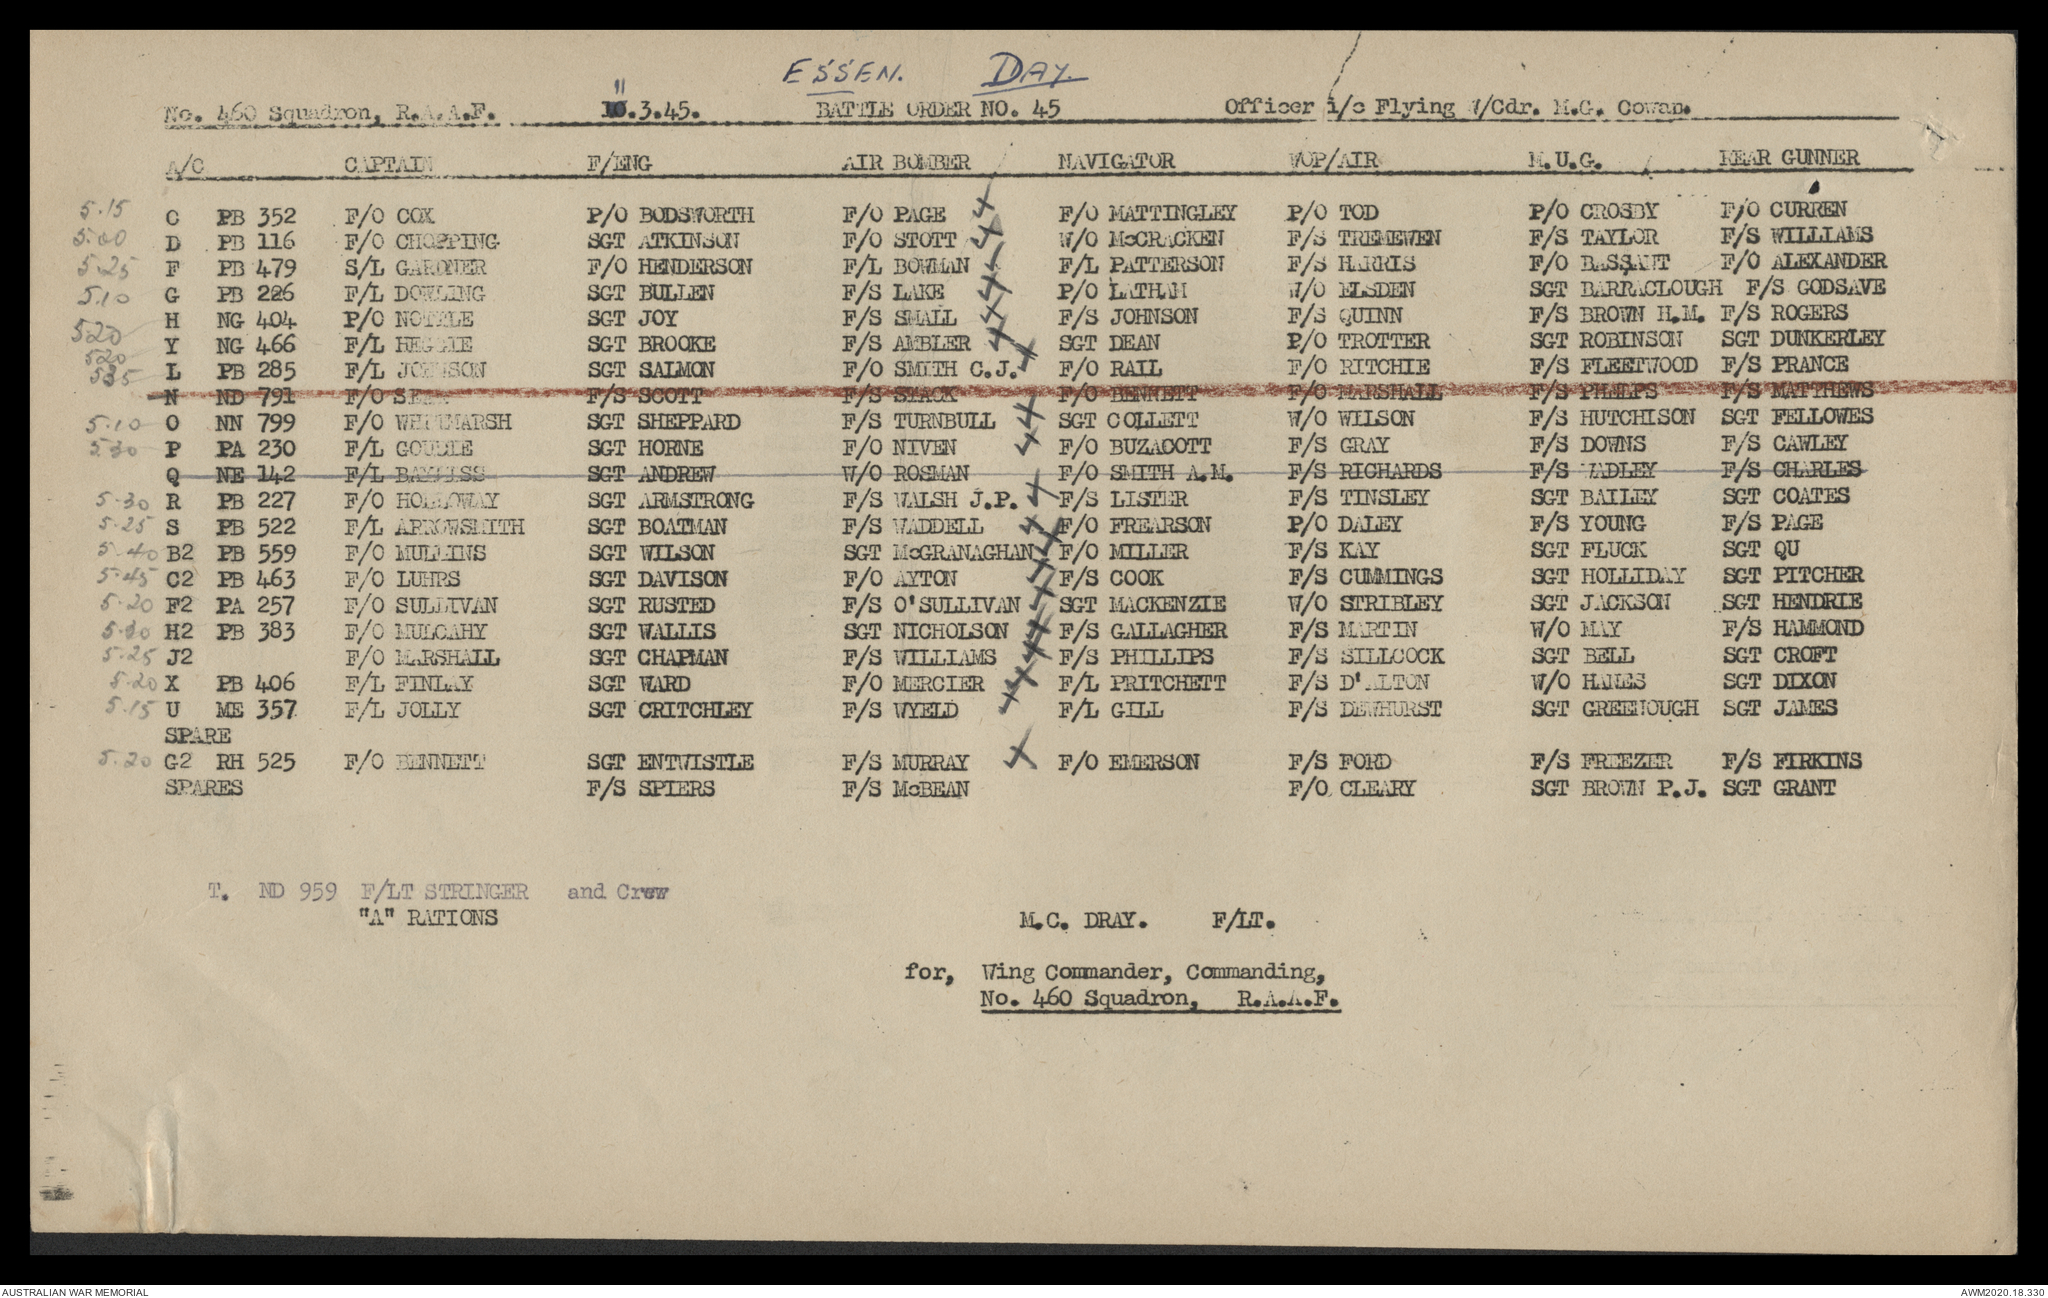 ESSEN. DAY.
No. 460 Squadron, R.A.A.F. 11.3.45. BATTLE ORDER NO. 45 Officer i/c Flying W/Cdr. M.G. Cowan.
A/C CAPTAIN F/ENG AIR BOMBER NAVIGATOR WOP/AIR M.U.G. REAR GUNNER
5.15 C PB 352 F/O COX P/O BODSWORTH F/O PAGE F/O MATTINGLEY P/O TOD P/O CROSBY F/O CURREN
5.00 D PB 116 F/O CHOPPING SGT ATKINSON F/O STOTT W/O McCRACKEN F/S TREMEWEN F/S TAYLOR F/S WILLIAMS
5.25 F PB 479 S/L GARDNER F/O HENDERSON F/L BOWMAN F/L PATTERSON F/S HARRIS F/O BASSANT F/O ALEXANDER
5.10 G PB 226 F/L DOWLING SGT BULLEN F/S LAKE P/O LATHAM W/O ELSDEN SGT BARRACLOUGH F/S GODSAVE
H NG 404 P/O NOTTLE SGT JOY F/S SMALL F/S JOHNSON F/S QUINN F/S BROWN H.M. F/S ROGERS
520 Y NG 466 F/L HEGGIE SGT BROOKE F/S AMBLER SGT DEAN P/O TROTTER SGT ROBINSON SGT DUNKERLEY
520 535 L PB 285 F/L JOHNSON SGT SALMON F/O SMITH C.J. F/O RAIL F/O RITCHIE F/S FLEETWOOD F/S PRANCE
N ND 791 F/O F/S SCOTT F/S STACK F/O BENNETT F/O MARSHALL F/S PHELPS F/S MATTHEWS
5.10 O NN 799 F/O WHITMARSH SGT SHEPPARD F/S TURNBULL SGT COLLETT W/O WILSON F/S HUTCHISON SGT FELLOWES
5.30 P PA 230 F/L GOULIE SGT HORNE F/O NIVEN F/O BUZACOTT F/S GRAY F/S DOWNS F/S CAWLEY
Q NE 142 F/L BAYLISS SGT ANDREW W/O ROSMAN F/O SMITH A.M. F/S RICHARDS F/S WADLEY F/S CHARLES
5.30 R PB 227 F/O HOLLOWAY SGT ARMSTRONG F/S WALSH J.P. F/S LISTER F/S TINSLEY SGT BAILEY SGT COATES
5.25 S PB 522 F/L ARROWSMITH SGT BOATMAN F/S WADDELL F/O FREARSON P/O DALEY F/S YOUNG F/S PAGE
5.40 B2 PB 559 F/O MULLINS SGT WILSON SGT McGRANAGHAN F/O MILLER F/S KAY SGT FLUCK SGT QU
5.45 C2 PB 463 F/O LUHRS SGT DAVISON F/O AYTON F/S COOK F/S CUMMINGS SGT HOLLIDAY SGT PITCHER
5.20 F2 PA 257 F/O SULLIVAN SGT RUSTED F/S O'SULLIVAN SGT MACKENZIE W/O STRIBLEY SGT JACKSON SGT HENDRIE
5.30 H2 PB 383 F/O MULCAHY SGT WALLIS SGT NICHOLSON F/S GALLAGHER F/S MARTIN W/O MAY F/S HAMMOND
5.25 J2 F/O MARSHALL SGT CHAPMAN F/S WILLIAMS F/S PHILLIPS F/S SILLCOCK SGT BELL SGT CROFT
5.20 X PB 406 F/L FINLAY SGT WARD F/O MERCIER F/L PRITCHETT F/S D'ALTON W/O HAMES SGT DIXON
5.15 U ME 357 F/L JOLLY SGT CRITCHLEY F/S WYELD F/L GILL F/S DEWHURST SGT GREENOUGH SGT JAMES
SPARE
5.20 G2 RH 525 F/O BENNETT SGT ENTWISTLE F/S MURRAY F/O EMERSON F/S FORD F/S FREEZER F/S FIRKINS
SPARES F/S SPIERS F/S McBEAN F/O CLEARY SGT BROWN P.J. SGT GRANT
T. ND 959 F/LT STRINGER and Crew
"A" RATIONS
M.C. DRAY. F/LT.
for, Wing Commander, Commanding,
No. 460 Squadron, R.A.A.F.
AUSTRALIAN WAR MEMORIAL AWM2020.18.330